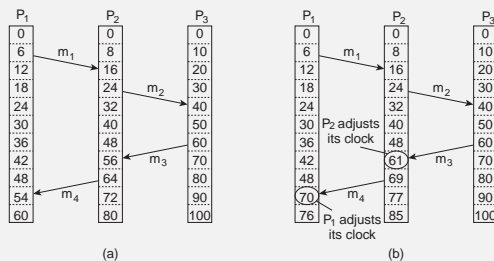 P₁ P₂ P₃
0 0 0
6 8 10
m₁
12 16 20
18 24 m₂ 30
24 32 40
30 40 50
36 48 60
42 56 m₃ 70
48 64 80
54 m₄ 72 90
60 80 100
(a)
P₁ P₂ P₃
0 0 0
6 8 10
m₁
12 16 20
18 24 m₂ 30
24 32 40
30 40 50
36 48 60
42 61 m₃ 70
48 69 80
70 m₄ 77 90
76 85 100
P₂ adjusts
its clock
P₁ adjusts
its clock
(b)